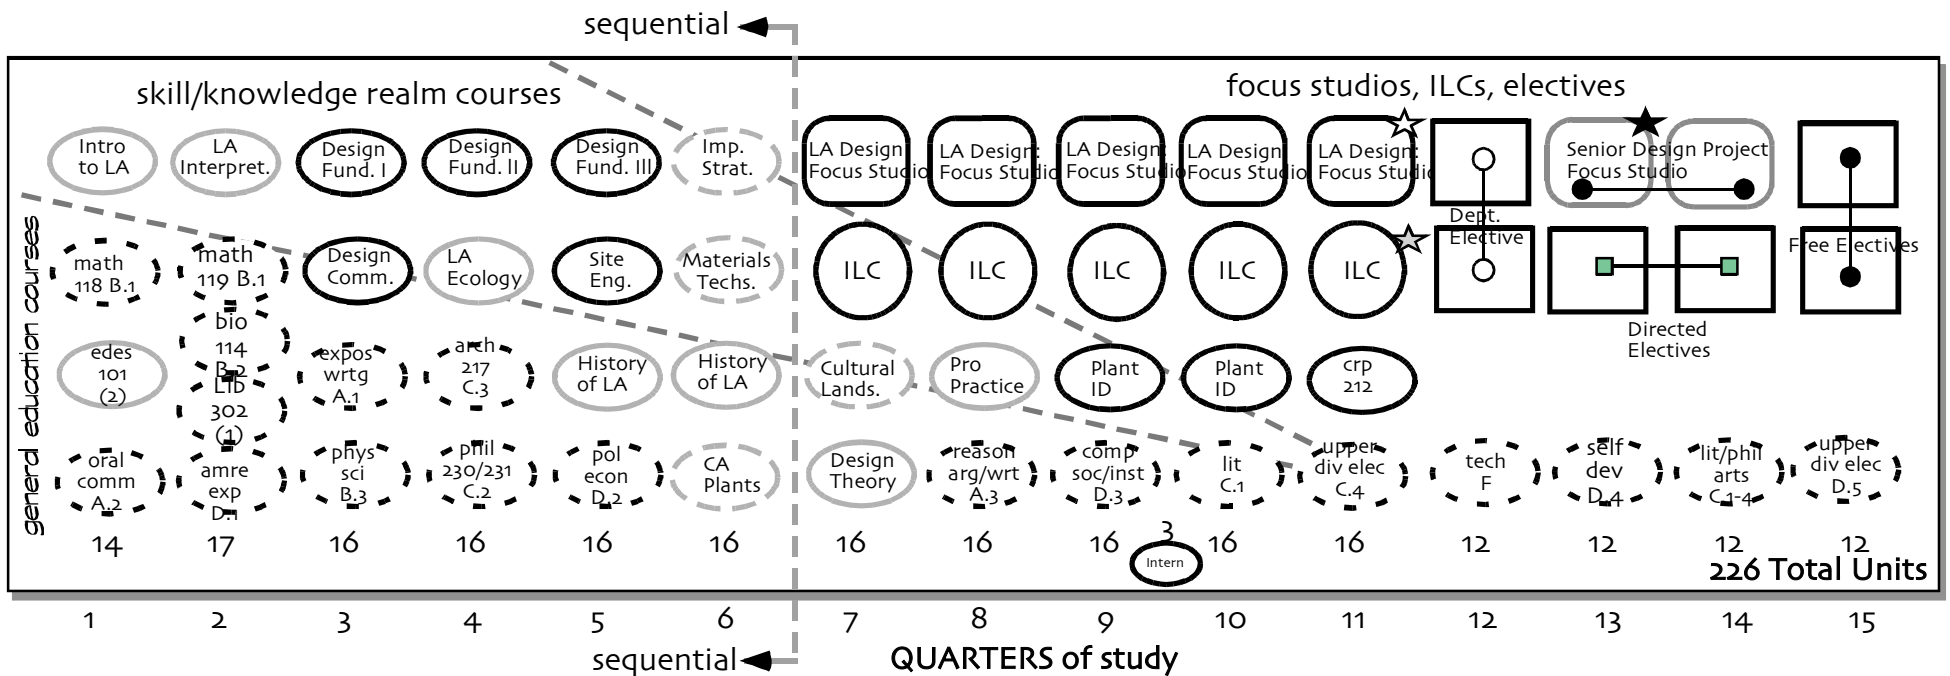 sequential
skill/knowledge realm courses
focus studios, ILCs, electives
general education courses
Intro
to LA
LA
Interpret.
Design
Fund. I
Design
Fund. II
Design
Fund. III
Imp.
Strat.
LA Design:
Focus Studio
LA Design:
Focus Studio
LA Design:
Focus Studio
LA Design:
Focus Studio
LA Design:
Focus Studio
Dept.
Elective
Senior Design Project
Focus Studio
Free Electives
math
118 B.1
math
119 B.1
Design
Comm.
LA
Ecology
Site
Eng.
Materials
Techs.
ILC
ILC
ILC
ILC
ILC
Directed
Electives
edes
101
(2)
bio
114
B.2
LIB
302
(1)
expos
wrtg
A.1
arch
217
C.3
History
of LA
History
of LA
Cultural
Lands.
Pro
Practice
Plant
ID
Plant
ID
crp
212
oral
comm
A.2
amre
exp
D.1
phys
sci
B.3
phil
230/231
C.2
pol
econ
D.2
CA
Plants
Design
Theory
reason
arg/wrt
A.3
comp
soc/inst
D.3
lit
C.1
upper
div elec
C.4
tech
F
self
dev
D.4
lit/phil
arts
C.1-4
upper
div elec
D.5
14 17 16 16 16 16 16 16 16 3 16 16 12 12 12 12
Intern
226 Total Units
1 2 3 4 5 6 7 8 9 10 11 12 13 14 15
sequential
QUARTERS of study